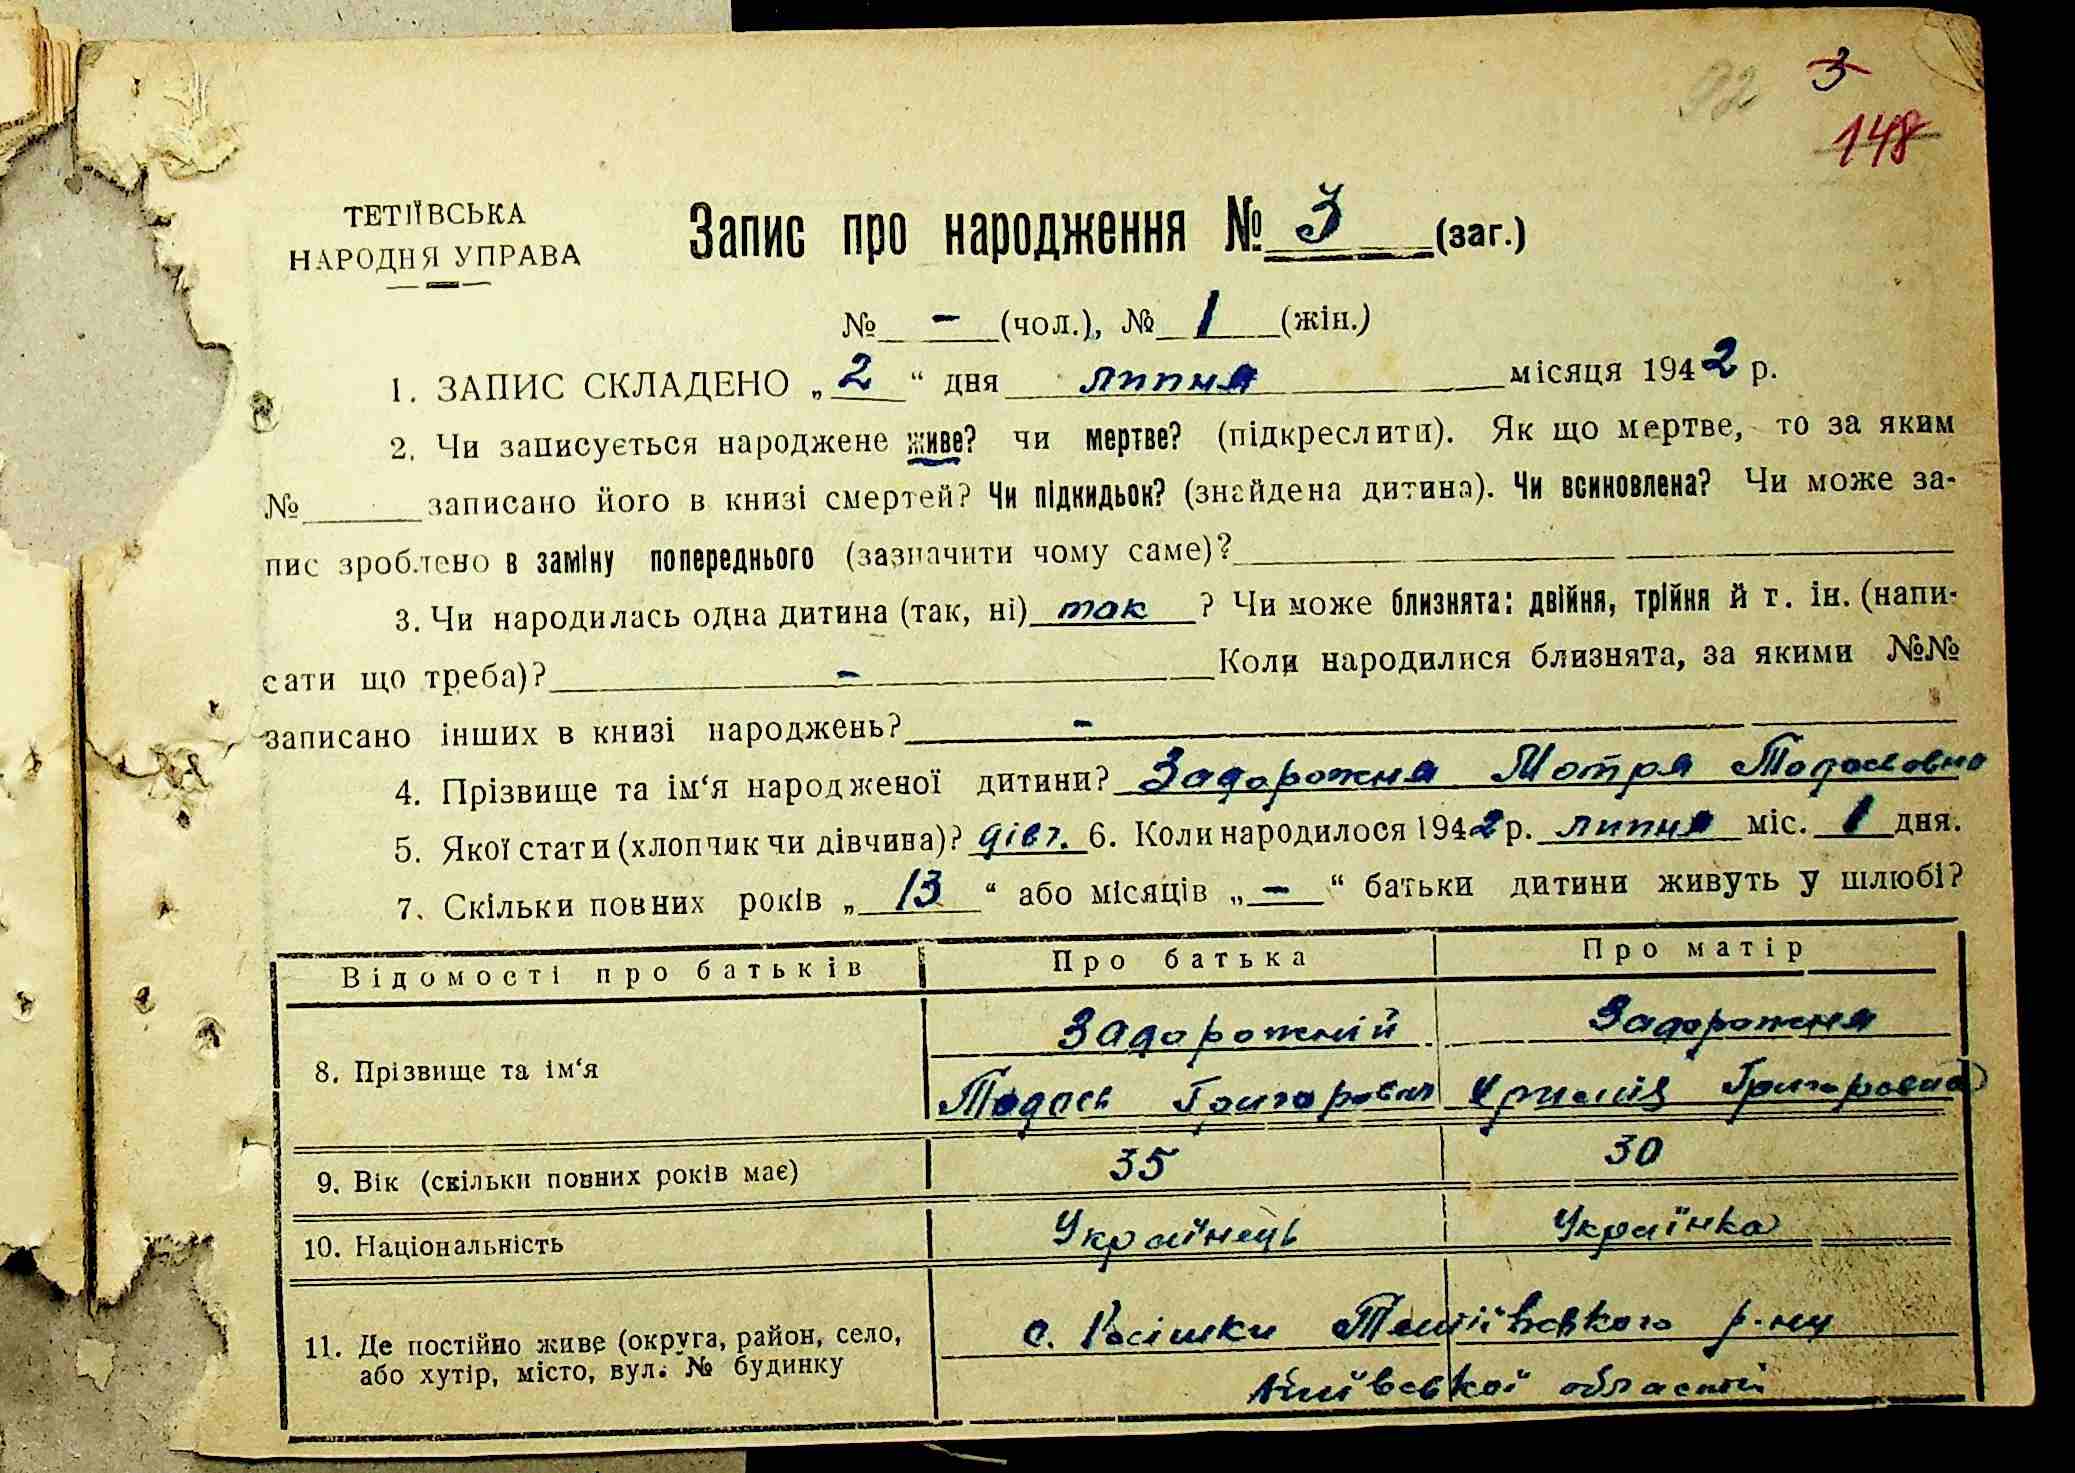 92 3
148
ТЕТІЇВСЬКА
НАРОДНЯ УПРАВА
Запис про народження № 3 (заг.)
№ - (чол.), № 1 (жін.)
1. ЗАПИС СКЛАДЕНО „ 2 “ дня липня місяця 1942 р.
2. Чи записується народжене живе? чи мертве? (підкреслити). Як що мертве, то за яким
№ записано його в книзі смертей? Чи підкидьок? (знайдена дитина). Чи всиновлена? Чи може за-
пис зроблено в заміну попереднього (зазначити чому саме)?
3. Чи народилась одна дитина (так, ні) так ? Чи може близнята: двійня, трійня й т. ін. (напи-
сати що треба)? - Коли народилися близнята, за якими №№
записано інших в книзі народжень? -
4. Прізвище та ім‘я народженої дитини? Задорожня Мотря Тодосовна
5. Якої стати (хлопчик чи дівчина)? дівч. 6. Коли народилося 1942 р. липня міс. 1 дня.
7. Скільки повних років „ 13 “ або місяців „ - “ батьки дитини живуть у шлюбі?
Відомості про батьків Про батька Про матір
8. Прізвище та ім‘я Задорожній Задорожня
Тодось Григорович Григоровна
9. Вік (скільки повних років має) 35 30
10. Національність Українець Українка
11. Де постійно живе (округа, район, село, с. Росішки Тетіївського р-ну
або хутір, місто, вул. № будинку Київської області